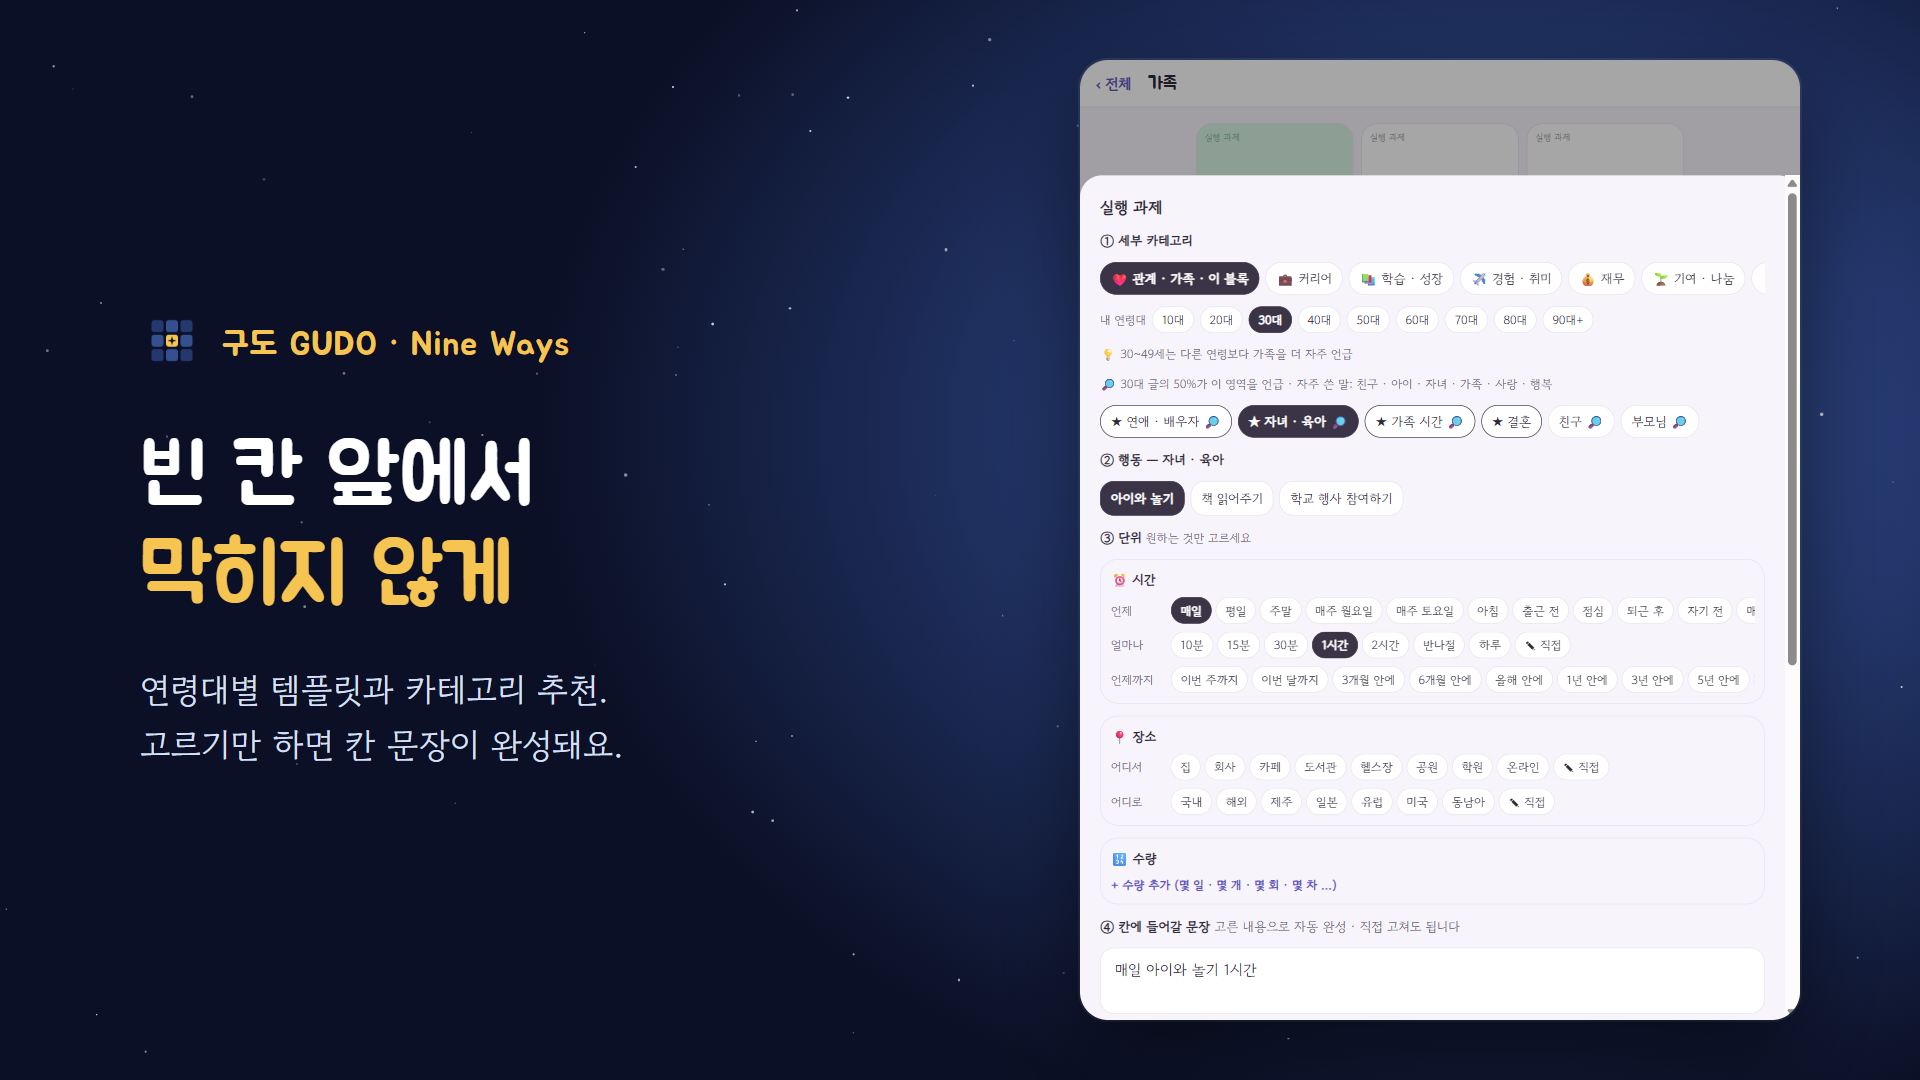 구도 GUDO · Nine Ways
빈 칸 앞에서
막히지 않게
연령대별 템플릿과 카테고리 추천.
고르기만 하면 칸 문장이 완성돼요.
‹ 전체 가족
실행 과제 실행 과제 실행 과제
실행 과제
① 세부 카테고리
관계 · 가족 · 이 블록 커리어 학습 · 성장 경험 · 취미 재무 기여 · 나눔
내 연령대 10대 20대 30대 40대 50대 60대 70대 80대 90대+
30~49세는 다른 연령보다 가족을 더 자주 언급
30대 글의 50%가 이 영역을 언급 · 자주 쓴 말: 친구 · 아이 · 자녀 · 가족 · 사랑 · 행복
★ 연애 · 배우자 ★ 자녀 · 육아 ★ 가족 시간 ★ 결혼 친구 부모님
② 행동 — 자녀 · 육아
아이와 놀기 책 읽어주기 학교 행사 참여하기
③ 단위 원하는 것만 고르세요
시간
언제 매일 평일 주말 매주 월요일 매주 토요일 아침 출근 전 점심 퇴근 후 자기 전
얼마나 10분 15분 30분 1시간 2시간 반나절 하루 직접
언제까지 이번 주까지 이번 달까지 3개월 안에 6개월 안에 올해 안에 1년 안에 3년 안에 5년 안에
장소
어디서 집 회사 카페 도서관 헬스장 공원 학원 온라인 직접
어디로 국내 해외 제주 일본 유럽 미국 동남아 직접
수량
+ 수량 추가 (몇 일 · 몇 개 · 몇 회 · 몇 차 ...)
④ 칸에 들어갈 문장 고른 내용으로 자동 완성 · 직접 고쳐도 됩니다
매일 아이와 놀기 1시간